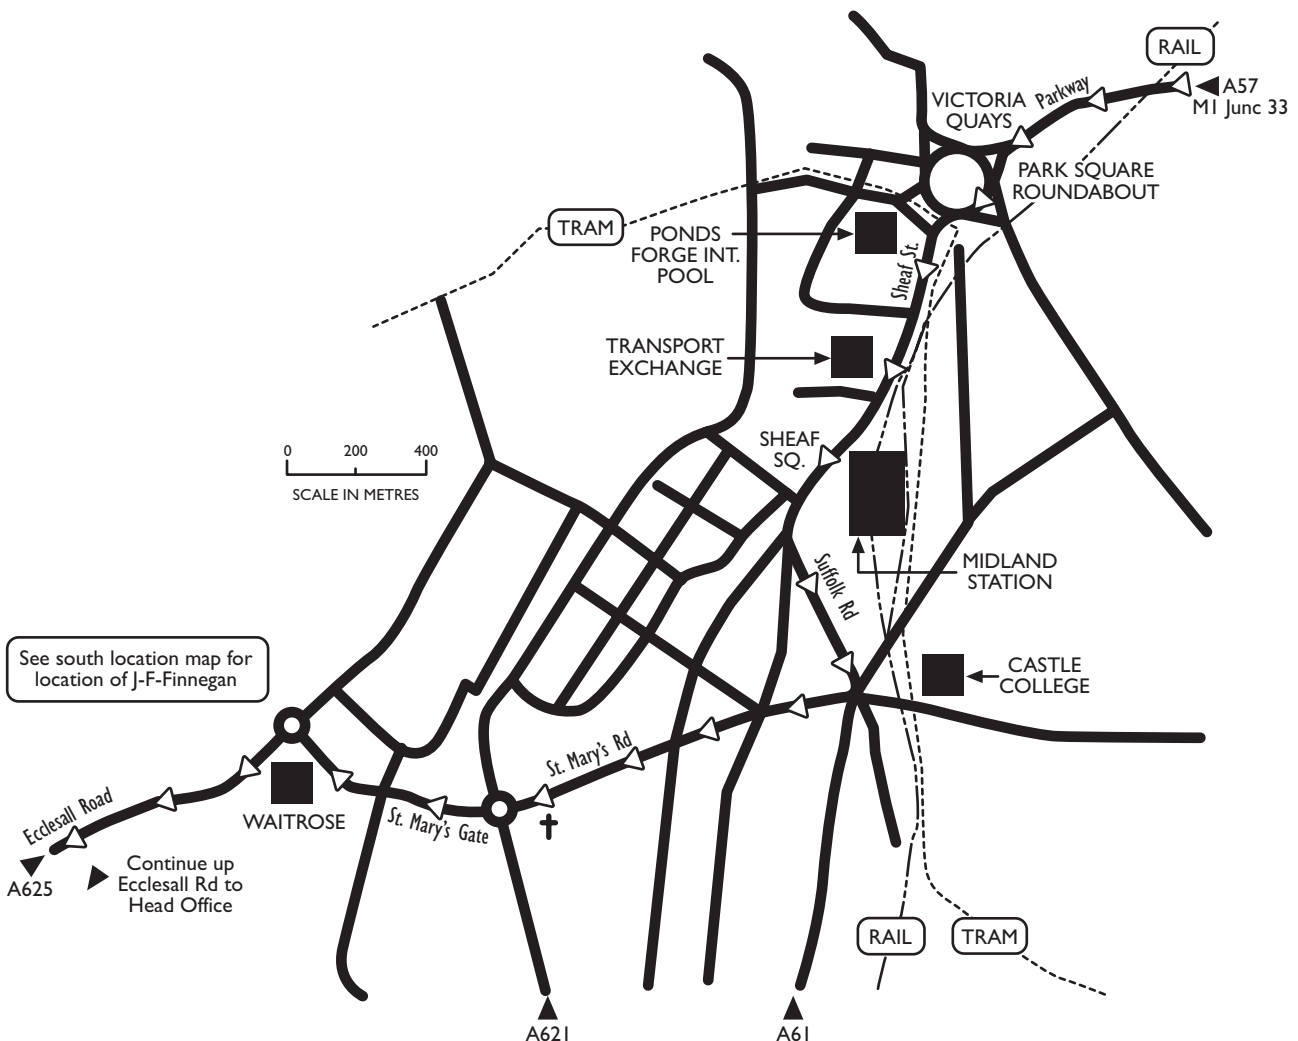 RAIL
A57
M1 Junc 33
Parkway
VICTORIA
QUAYS
PARK SQUARE
ROUNDABOUT
TRAM
PONDS
FORGE INT.
POOL
Sheaf St.
TRANSPORT
EXCHANGE
SHEAF
SQ.
0 200 400
SCALE IN METRES
MIDLAND
STATION
Suffolk Rd
See south location map for
location of J-F-Finnegan
CASTLE
COLLEGE
St. Mary's Rd
Ecclesall Road
WAITROSE
St. Mary's Gate
A625
Continue up
Ecclesall Rd to
Head Office
RAIL
TRAM
A621
A61